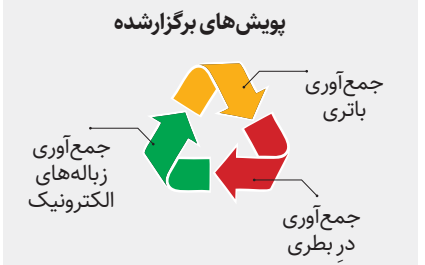 پویش‌های برگزارشده
جمع‌آوری
باتری
جمع‌آوری
زباله‌های
الکترونیک
جمع‌آوری
درِ بطری